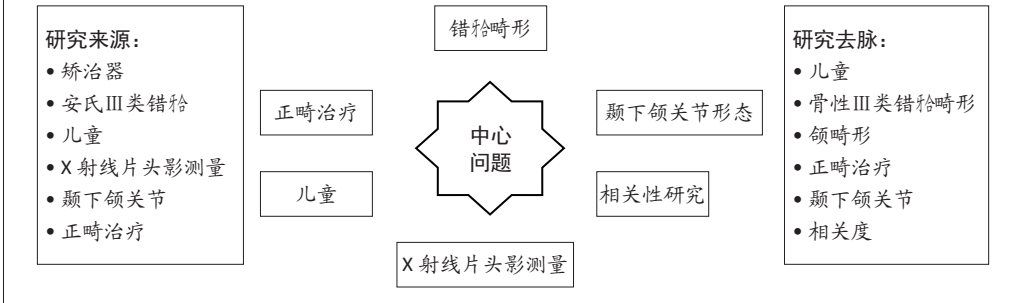 研究来源：
• 矫治器
• 安氏Ⅲ类错𬌗
• 儿童
• X 射线片头影测量
• 颞下颌关节
• 正畸治疗
错𬌗畸形
正畸治疗
儿童
中心
问题
颞下颌关节形态
相关性研究
X 射线片头影测量
研究去脉：
• 儿童
• 骨性Ⅲ类错𬌗畸形
• 颌畸形
• 正畸治疗
• 颞下颌关节
• 相关度